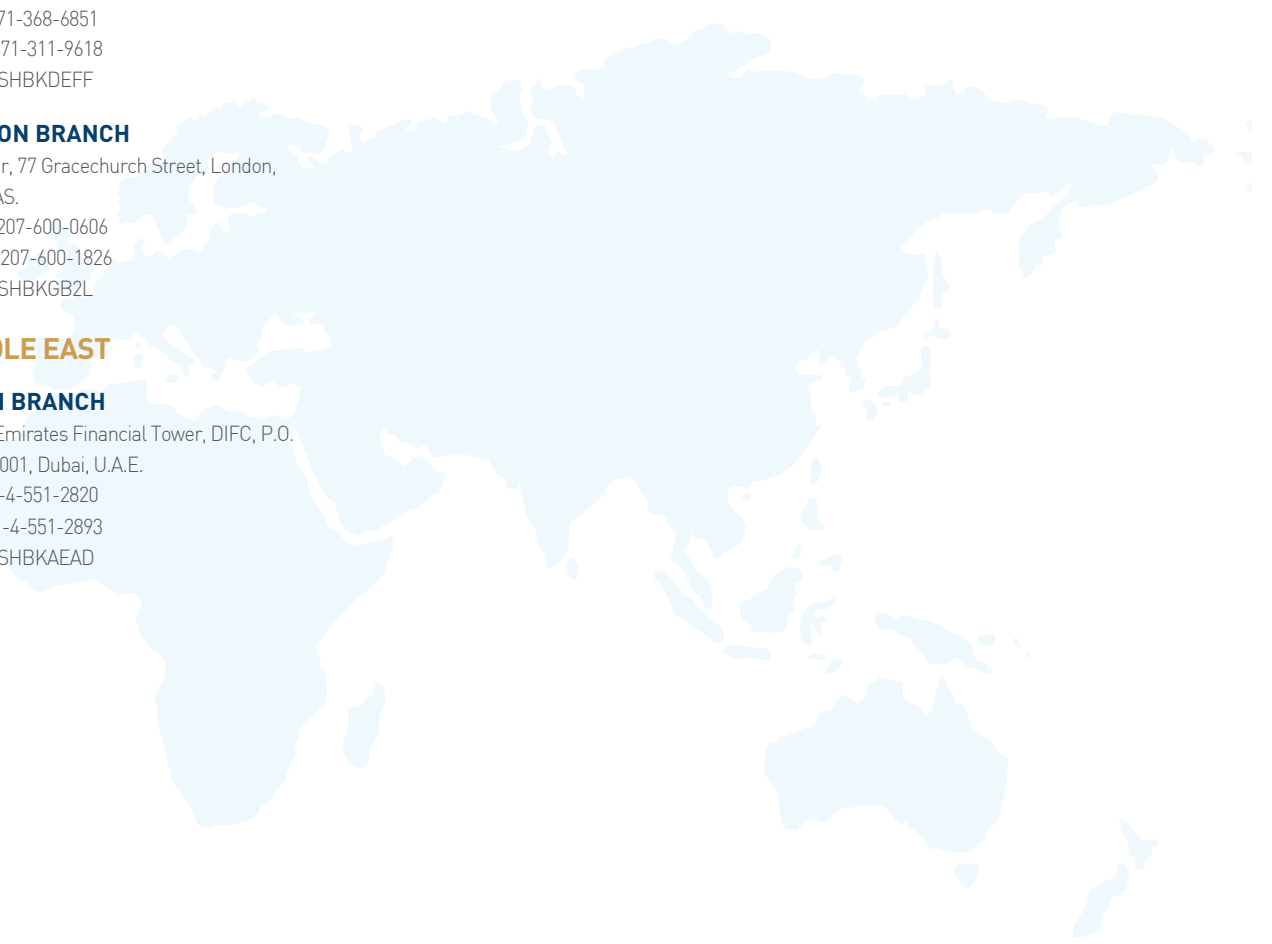 71-368-6851
71-311-9618
SHBKDEFF
ON BRANCH
r, 77 Gracechurch Street, London,
AS.
207-600-0606
207-600-1826
SHBKGB2L
DLE EAST
I BRANCH
Emirates Financial Tower, DIFC, P.O.
001, Dubai, U.A.E.
-4-551-2820
-4-551-2893
SHBKAEAD